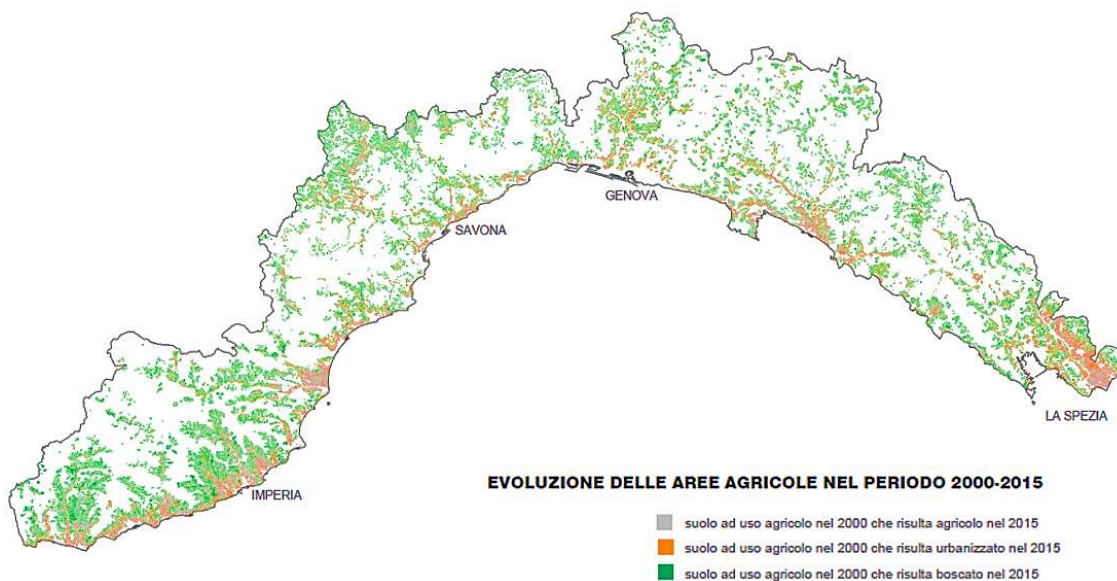 GENOVA
SAVONA
IMPERIA
LA SPEZIA
EVOLUZIONE DELLE AREE AGRICOLE NEL PERIODO 2000-2015
suolo ad uso agricolo nel 2000 che risulta agricolo nel 2015
suolo ad uso agricolo nel 2000 che risulta urbanizzato nel 2015
suolo ad uso agricolo nel 2000 che risulta boscato nel 2015